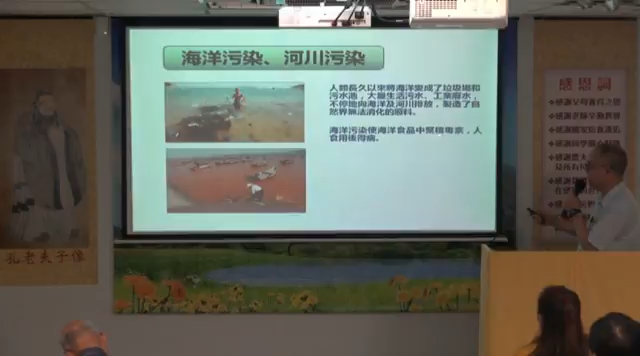 海洋污染、河川污染
人類長久以來將海洋變成了垃圾場和
污水池，大量生活污水、工業廢水，
不停地向海洋及河川排放，製造了自
然界無法消化的廢料。
海洋污染使海洋食品中聚積毒素，人
食用後得病。
孔老夫子像
感恩詞